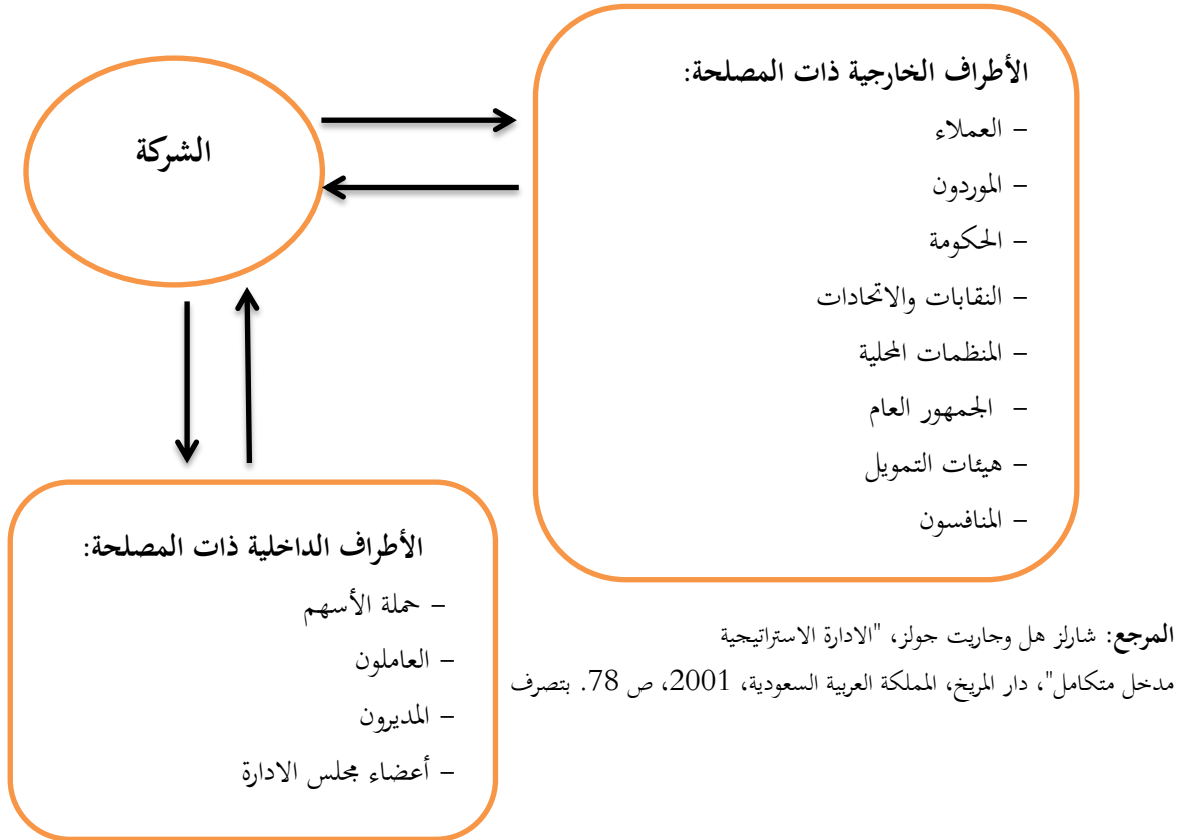 الشركة
الأطراف الخارجية ذات المصلحة:
– العملاء
– الموردون
– الحكومة
– النقابات والاتحادات
– المنظمات المحلية
– الجمهور العام
– هيئات التمويل
– المنافسون
الأطراف الداخلية ذات المصلحة:
– حملة الأسهم
– العاملون
– المديرون
– أعضاء مجلس الادارة
المرجع: شارلز هل وجاريت جولز، "الادارة الاستراتيجية
مدخل متكامل"، دار المريخ، المملكة العربية السعودية، 2001، ص 78. بتصرف